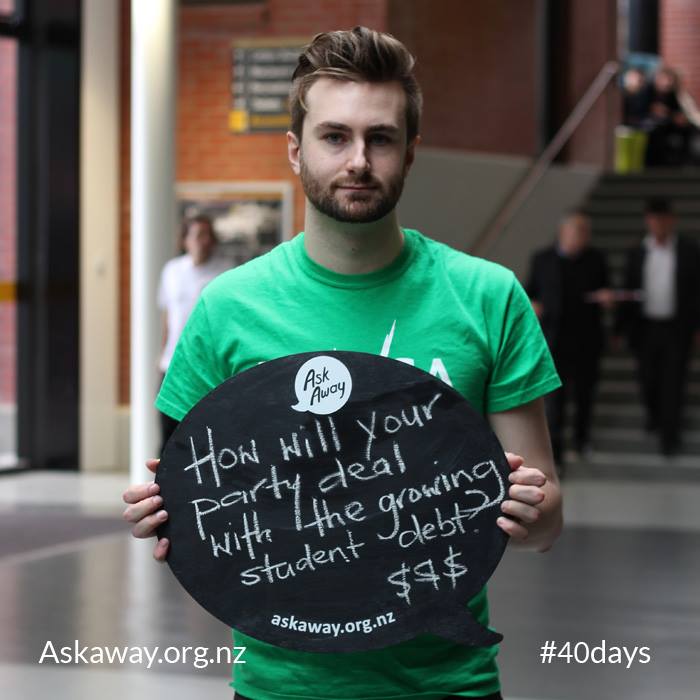 Ask
Away
How will your
party deal
with the growing
student debt?
$$$
askaway.org.nz
Askaway.org.nz
#40days